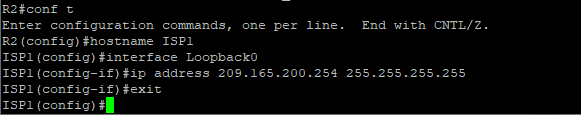 R2#conf t
Enter configuration commands, one per line.  End with CNTL/Z.
R2(config)#hostname ISP1
ISP1(config)#interface Loopback0
ISP1(config-if)#ip address 209.165.200.254 255.255.255.255
ISP1(config-if)#exit
ISP1(config)#